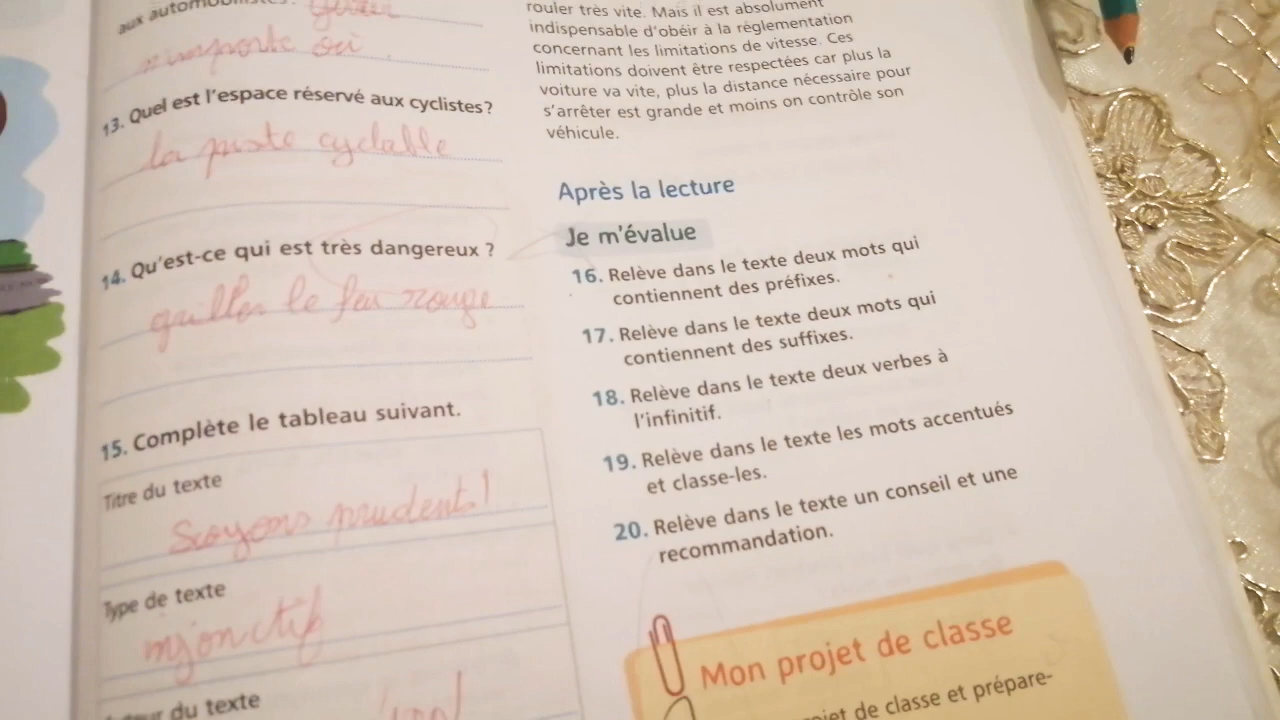 aux automobilistes.
n'importe où
13. Quel est l'espace réservé aux cyclistes?
la piste cyclable
14. Qu'est-ce qui est très dangereux ?
griller le feu rouge
15. Complète le tableau suivant.
Titre du texte
Soyons prudents !
Type de texte
injonctif
du texte
rouler très vite. Mais il est absolument
indispensable d'obéir à la réglementation
concernant les limitations de vitesse. Ces
limitations doivent être respectées car plus la
voiture va vite, plus la distance nécessaire pour
s'arrêter est grande et moins on contrôle son
véhicule.
Après la lecture
Je m'évalue
16. Relève dans le texte deux mots qui
contiennent des préfixes.
17. Relève dans le texte deux mots qui
contiennent des suffixes.
18. Relève dans le texte deux verbes à
l'infinitif.
19. Relève dans le texte les mots accentués
et classe-les.
20. Relève dans le texte un conseil et une
recommandation.
Mon projet de classe
de classe et prépare-